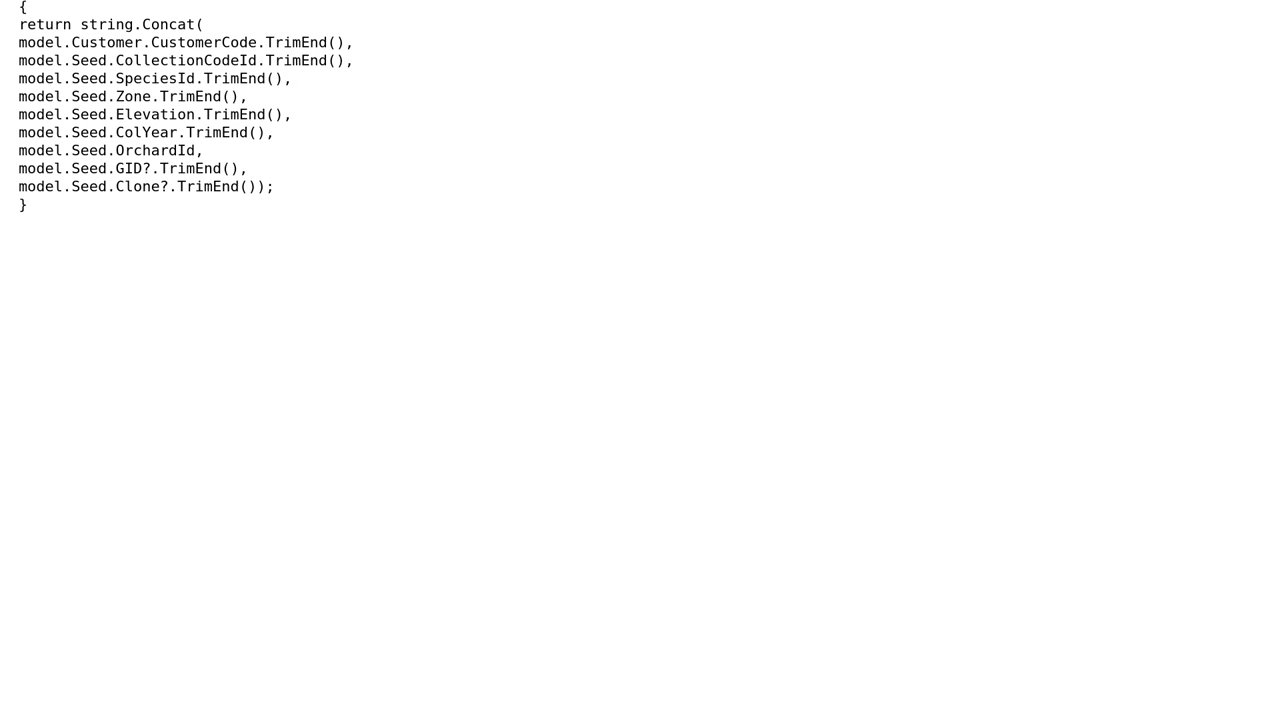 {
return string.Concat(
model.Customer.CustomerCode.TrimEnd(),
model.Seed.CollectionCodeId.TrimEnd(),
model.Seed.SpeciesId.TrimEnd(),
model.Seed.Zone.TrimEnd(),
model.Seed.Elevation.TrimEnd(),
model.Seed.ColYear.TrimEnd(),
model.Seed.OrchardId,
model.Seed.GID?.TrimEnd(),
model.Seed.Clone?.TrimEnd());
}